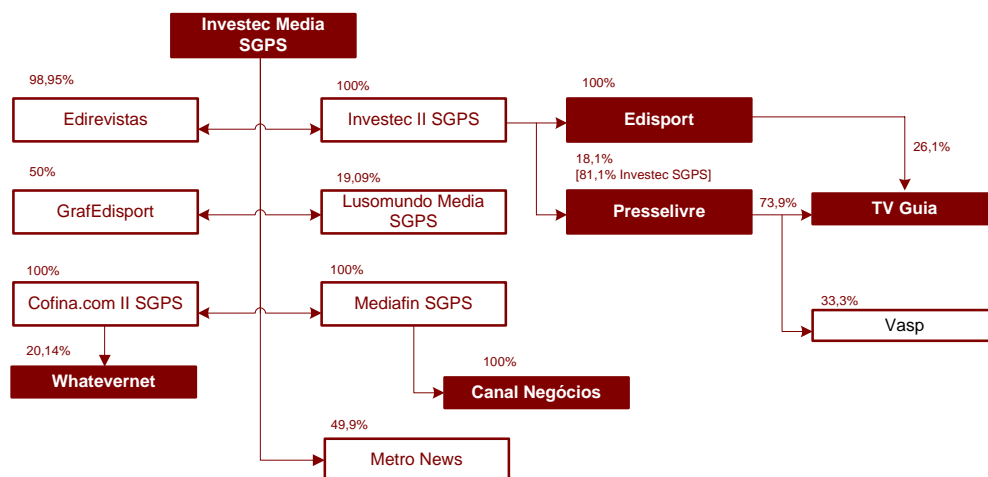 Investec Media
SGPS
98,95%
Edirevistas
100%
Investec II SGPS
100%
Edisport
26,1%
50%
GrafEdisport
19,09%
Lusomundo Media
SGPS
18,1%
[81,1% Investec SGPS]
Presselivre
73,9%
TV Guia
100%
Cofina.com II SGPS
100%
Mediafin SGPS
33,3%
Vasp
20,14%
Whatevernet
100%
Canal Negócios
49,9%
Metro News